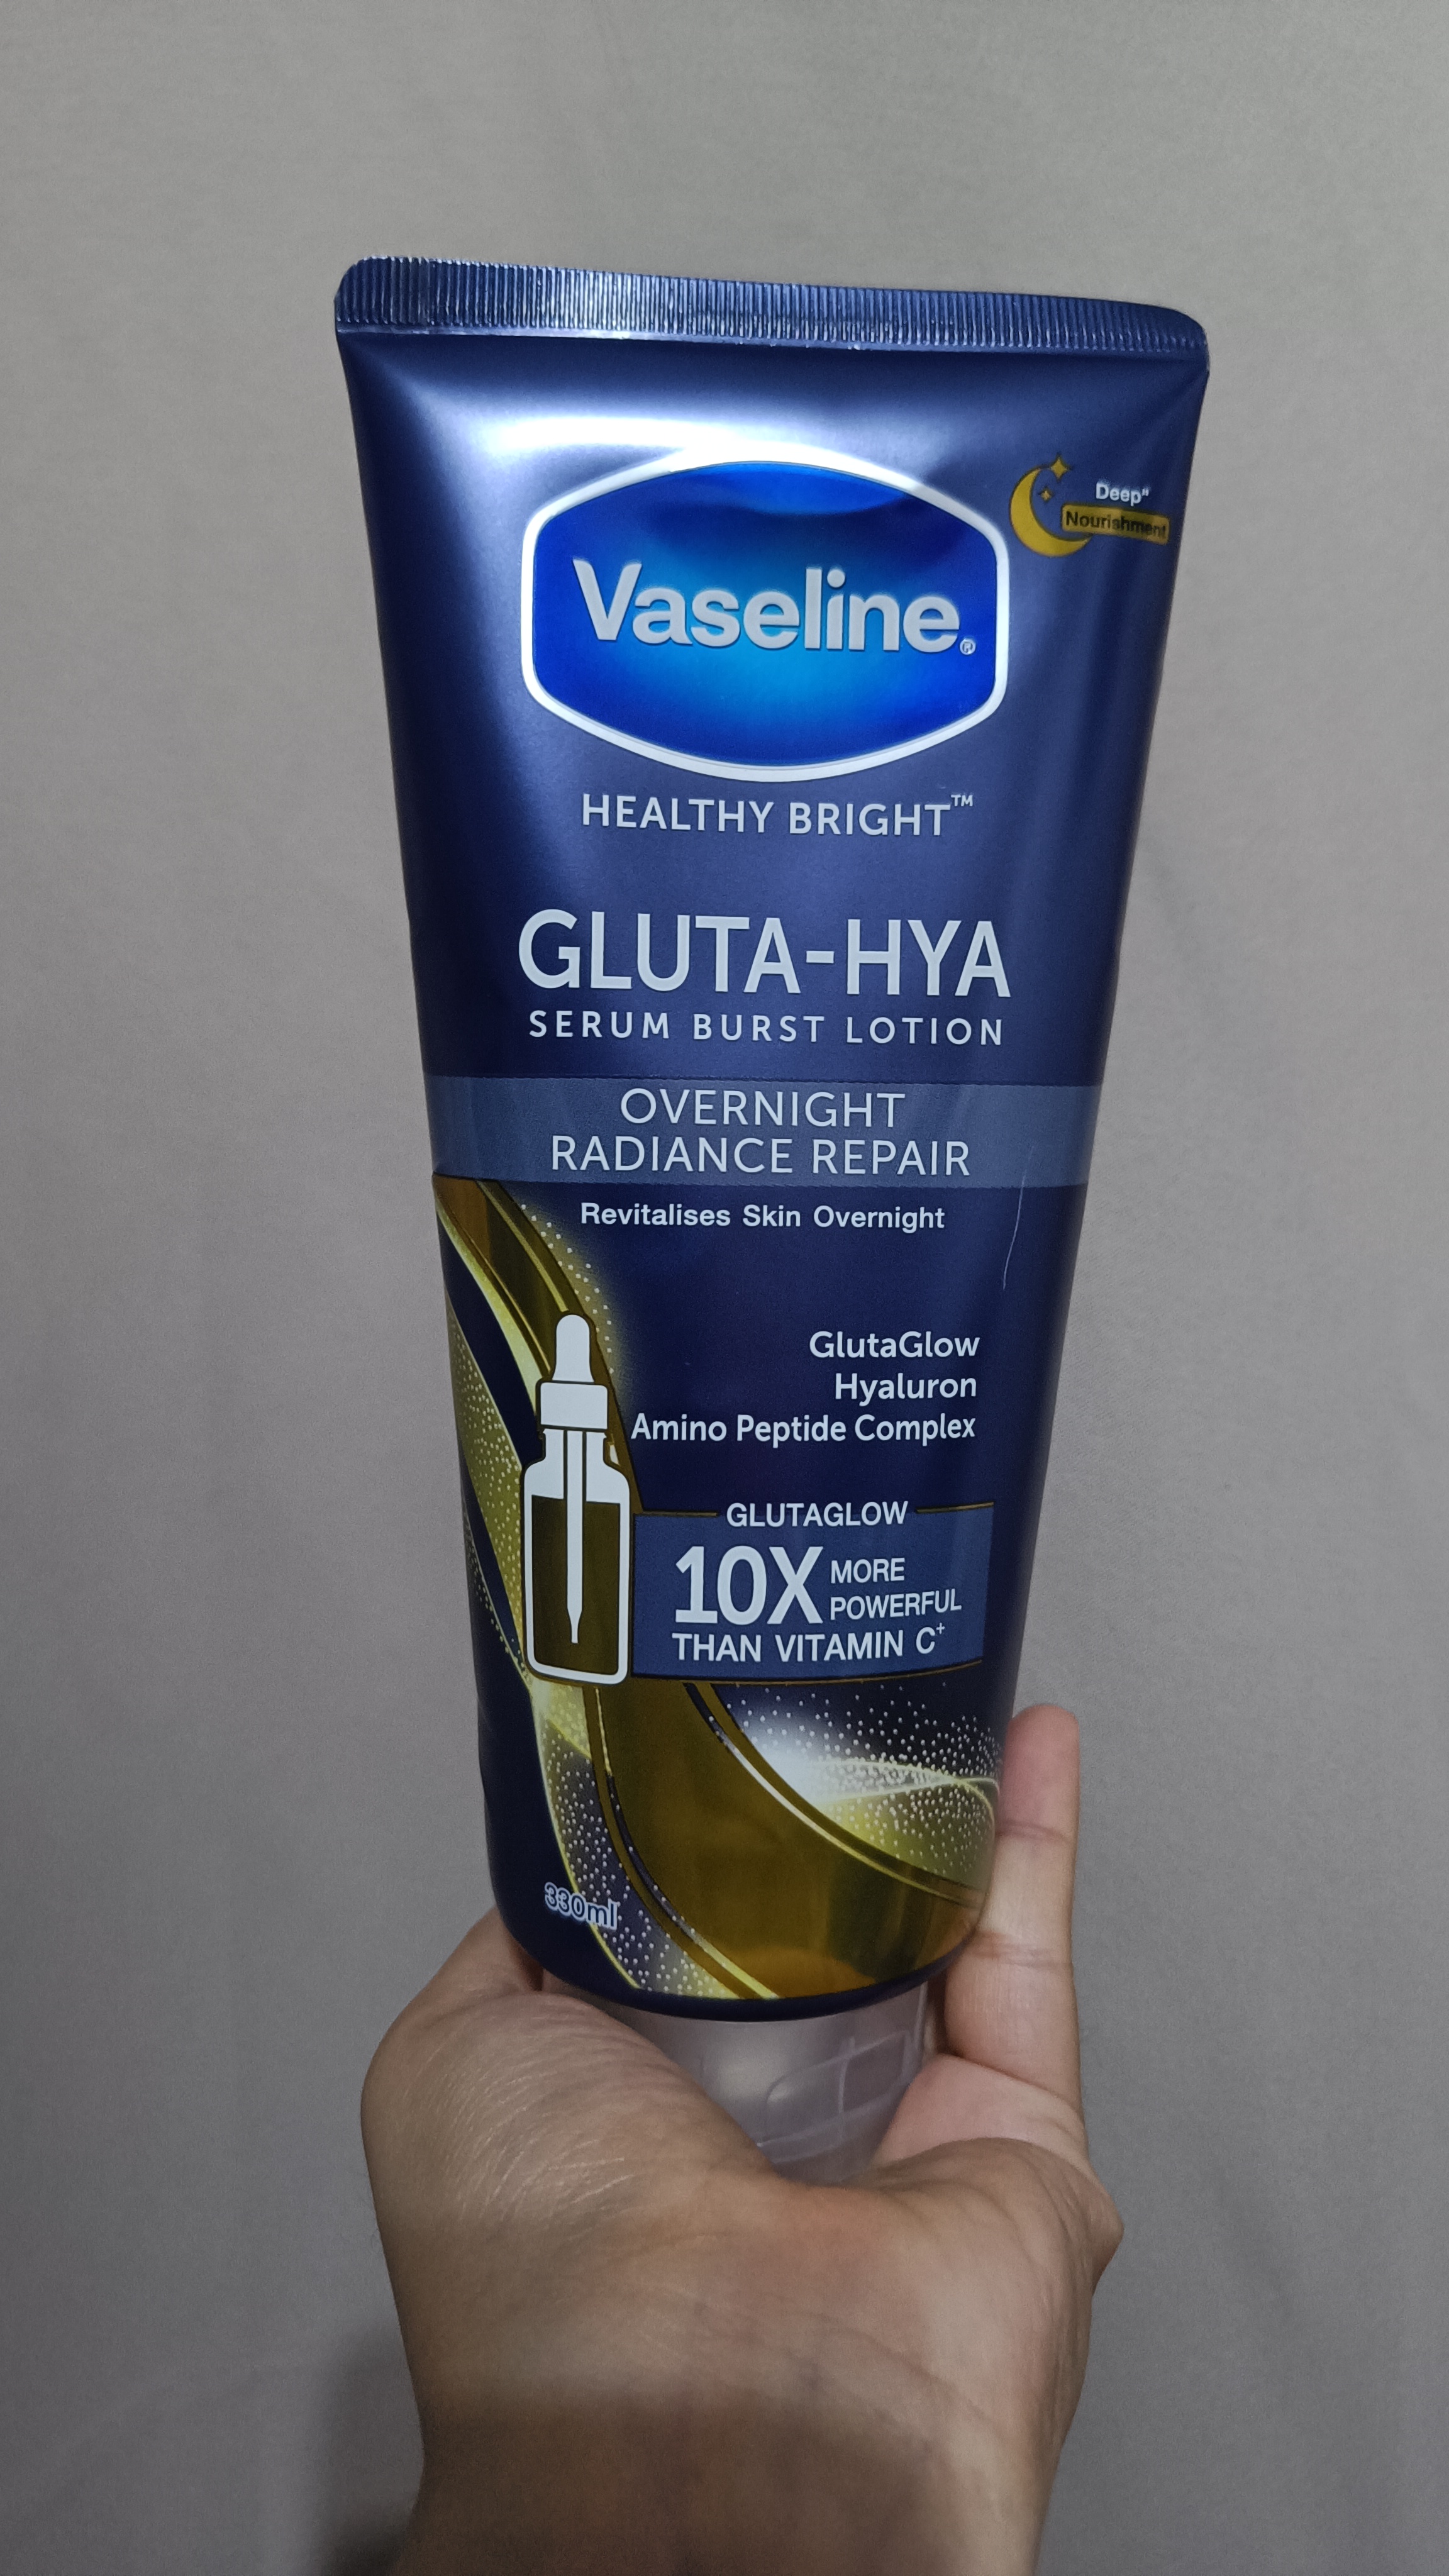 Deep"
Nourishment
Vaseline®
HEALTHY BRIGHT™
GLUTA-HYA
SERUM BURST LOTION
OVERNIGHT
RADIANCE REPAIR
Revitalises Skin Overnight
GlutaGlow
Hyaluron
Amino Peptide Complex
GLUTAGLOW
10X MORE
POWERFUL
THAN VITAMIN C⁺
330ml